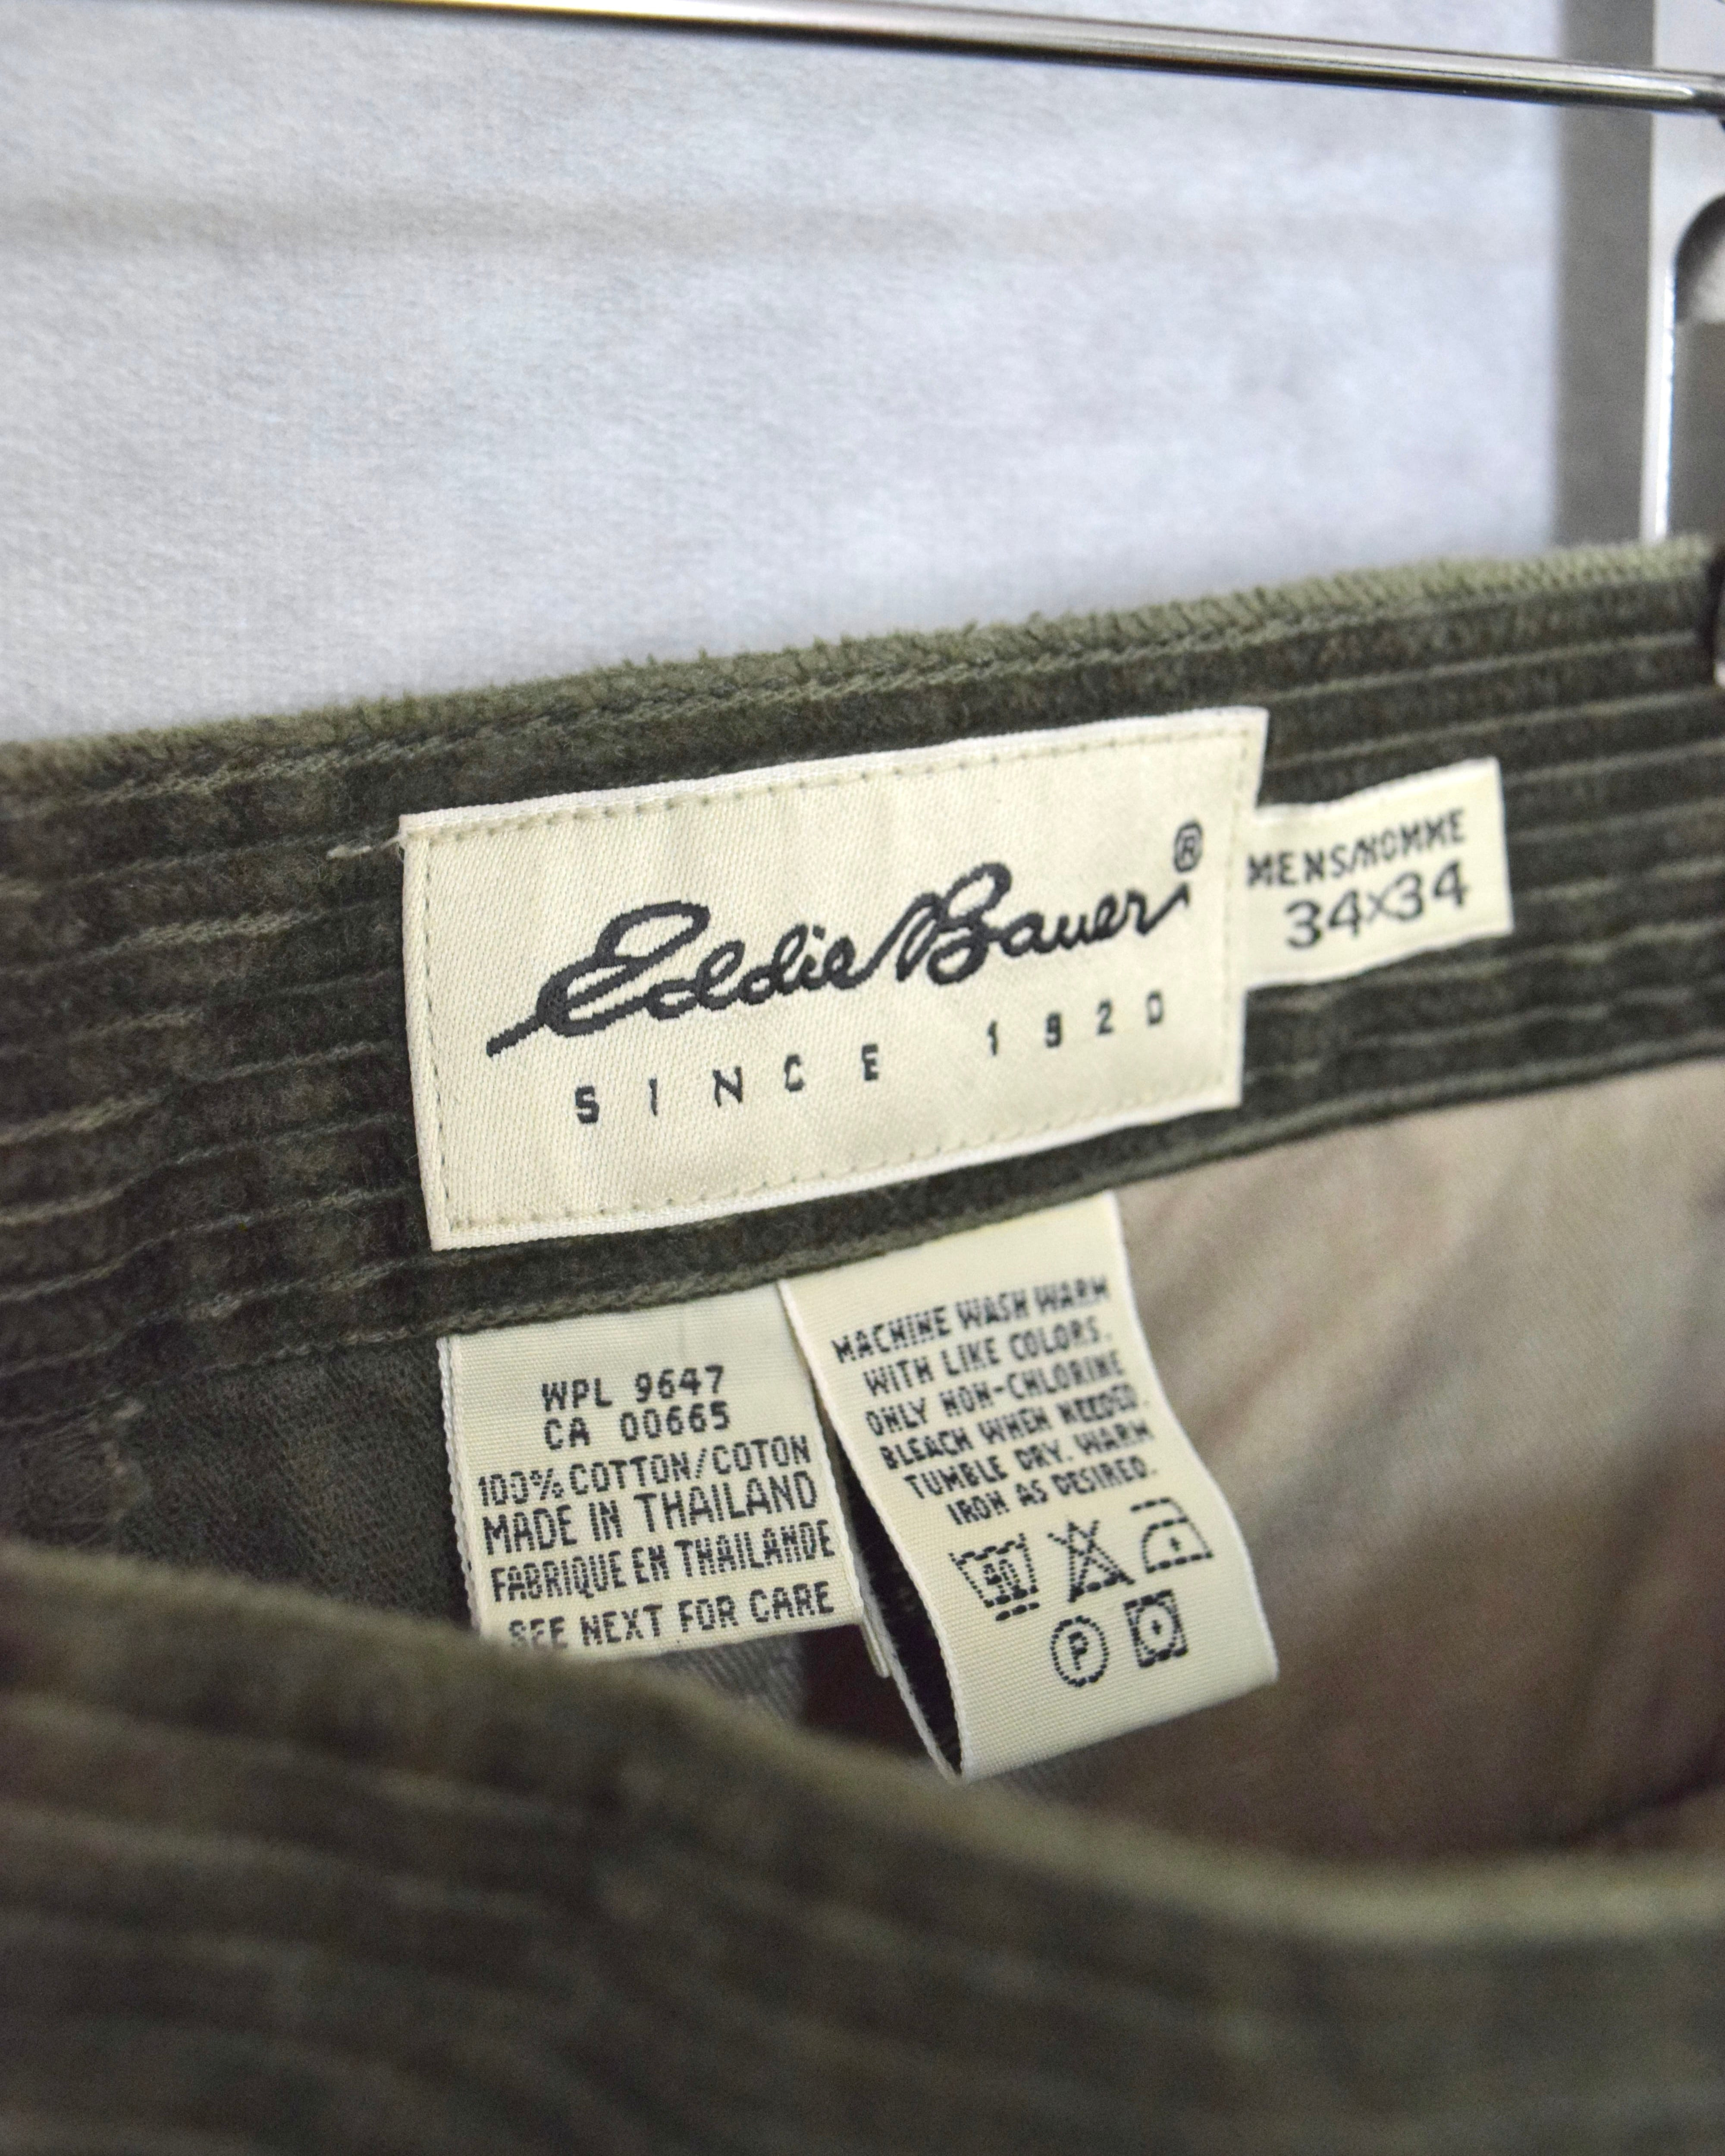 Eddie Bauer®
SINCE 1920
MENS/HOMME
34x34
WPL 9647
CA 00665
100% COTTON/COTON
MADE IN THAILAND
FABRIQUE EN THAILANDE
SEE NEXT FOR CARE
MACHINE WASH WARM
WITH LIKE COLORS.
ONLY NON-CHLORINE
BLEACH WHEN NEEDED.
TUMBLE DRY. WARM
IRON AS DESIRED.
40
P